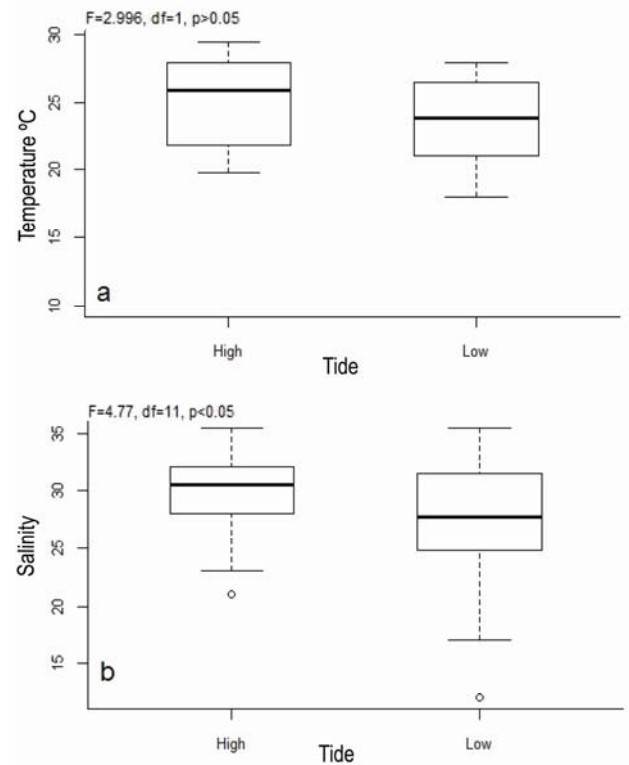 F=2.996, df=1, p>0.05
30
25
20
15
10
Temperature ºC
a
High Low
Tide
F=4.77, df=11, p<0.05
35
30
25
20
15
Salinity
b
High Low
Tide